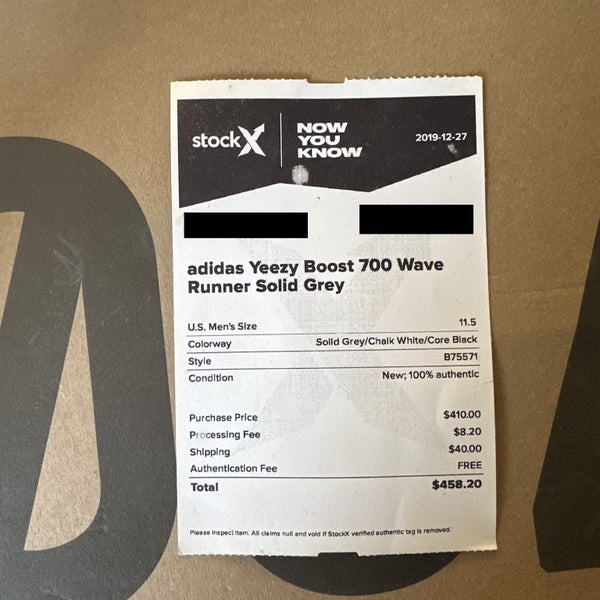 stockX
NOW
YOU
KNOW
2019-12-27
adidas Yeezy Boost 700 Wave
Runner Solid Grey
U.S. Men's Size 11.5
Colorway Solid Grey/Chalk White/Core Black
Style B75571
Condition New; 100% authentic
Purchase Price $410.00
Processing Fee $8.20
Shipping $40.00
Authentication Fee FREE
Total $458.20
Please inspect item. All claims null and void if StockX verified authentic tag is removed.